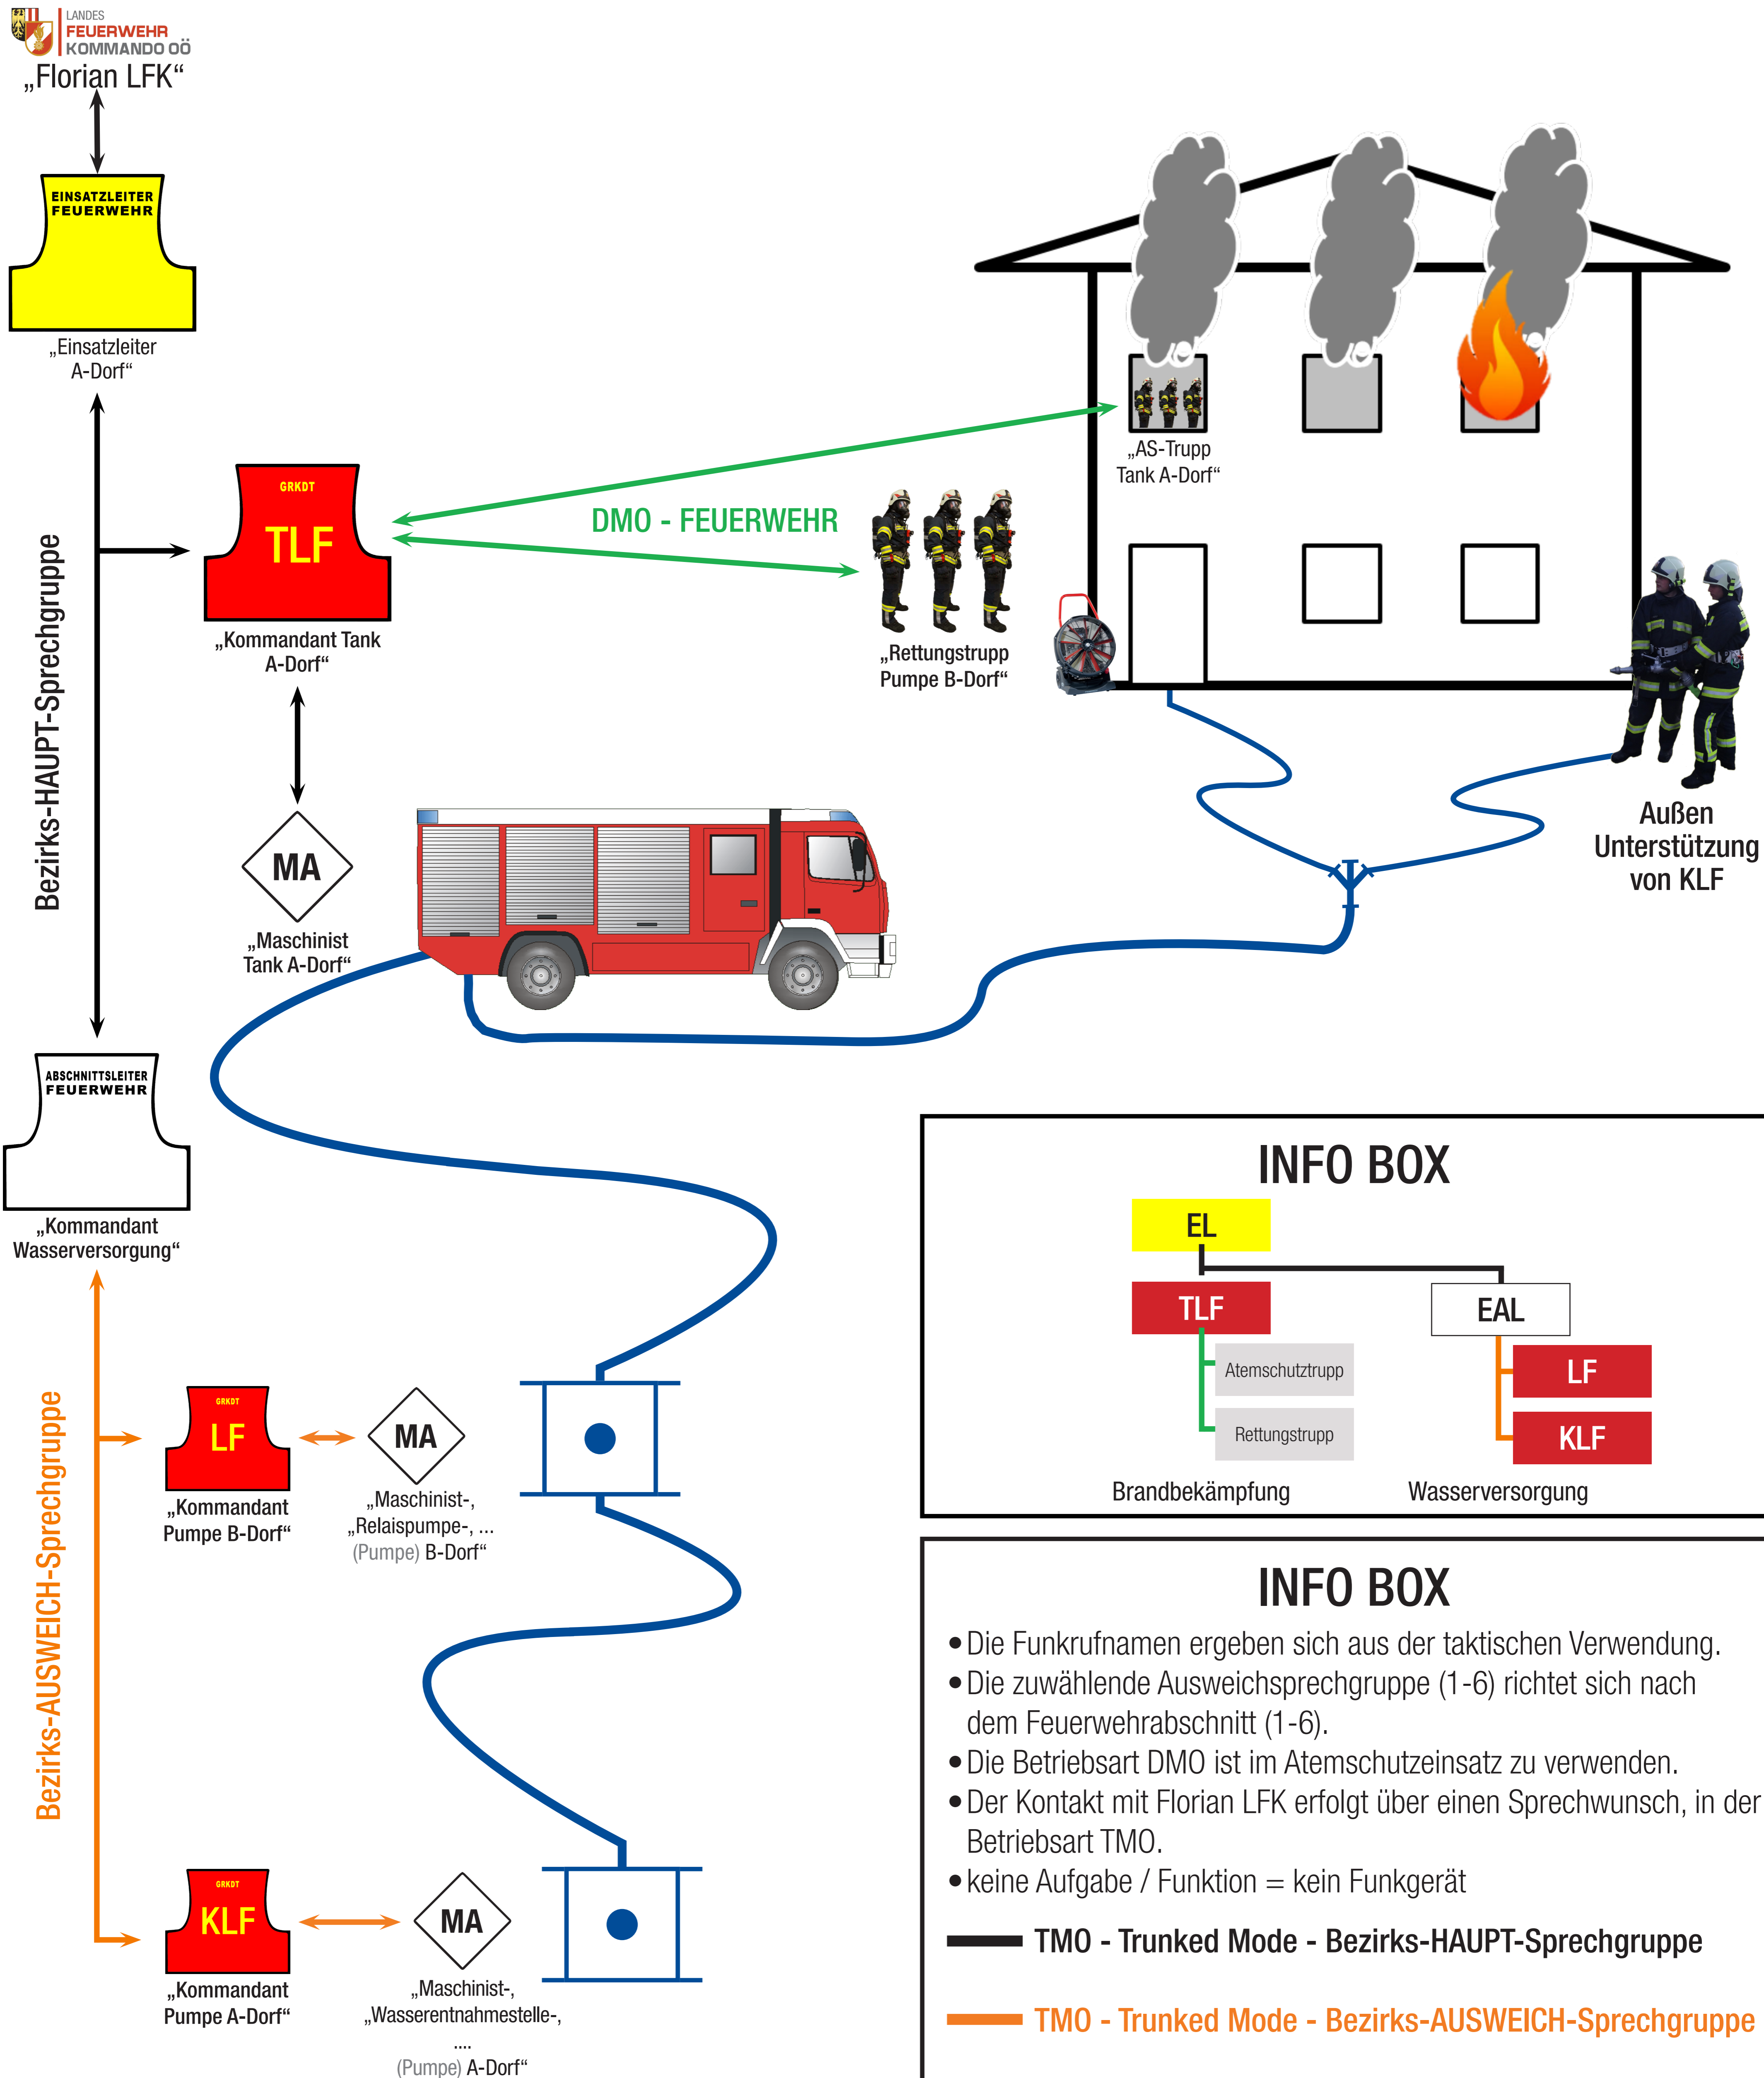 LANDES
FEUERWEHR
KOMMANDO OÖ
„Florian LFK“
EINSATZLEITER
FEUERWEHR
„Einsatzleiter
A-Dorf“
Bezirks-HAUPT-Sprechgruppe
GRKDT
TLF
„Kommandant Tank
A-Dorf“
DMO - FEUERWEHR
„AS-Trupp
Tank A-Dorf“
„Rettungstrupp
Pumpe B-Dorf“
Außen
Unterstützung
von KLF
MA
„Maschinist
Tank A-Dorf“
ABSCHNITTSLEITER
FEUERWEHR
„Kommandant
Wasserversorgung“
Bezirks-AUSWEICH-Sprechgruppe
GRKDT
LF
„Kommandant
Pumpe B-Dorf“
MA
„Maschinist-,
„Relaispumpe-, ...
(Pumpe) B-Dorf“
GRKDT
KLF
„Kommandant
Pumpe A-Dorf“
MA
„Maschinist-,
„Wasserentnahmestelle-,
....
(Pumpe) A-Dorf“
INFO BOX
EL
TLF
EAL
Atemschutztrupp
LF
Rettungstrupp
KLF
Brandbekämpfung
Wasserversorgung
INFO BOX
• Die Funkrufnamen ergeben sich aus der taktischen Verwendung.
• Die zuwählende Ausweichsprechgruppe (1-6) richtet sich nach
dem Feuerwehrabschnitt (1-6).
• Die Betriebsart DMO ist im Atemschutzeinsatz zu verwenden.
• Der Kontakt mit Florian LFK erfolgt über einen Sprechwunsch, in der
Betriebsart TMO.
• keine Aufgabe / Funktion = kein Funkgerät
TMO - Trunked Mode - Bezirks-HAUPT-Sprechgruppe
TMO - Trunked Mode - Bezirks-AUSWEICH-Sprechgruppe